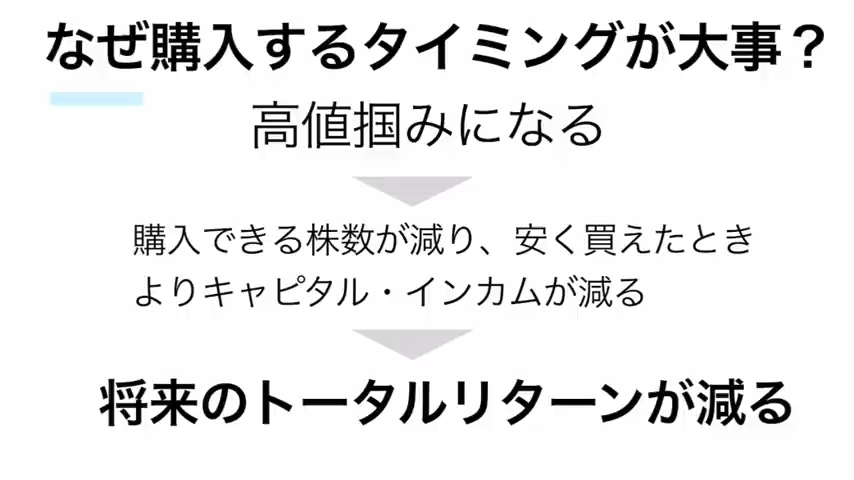 なぜ購入するタイミングが大事？
高値掴みになる
購入できる株数が減り、安く買えたとき
よりキャピタル・インカムが減る
将来のトータルリターンが減る